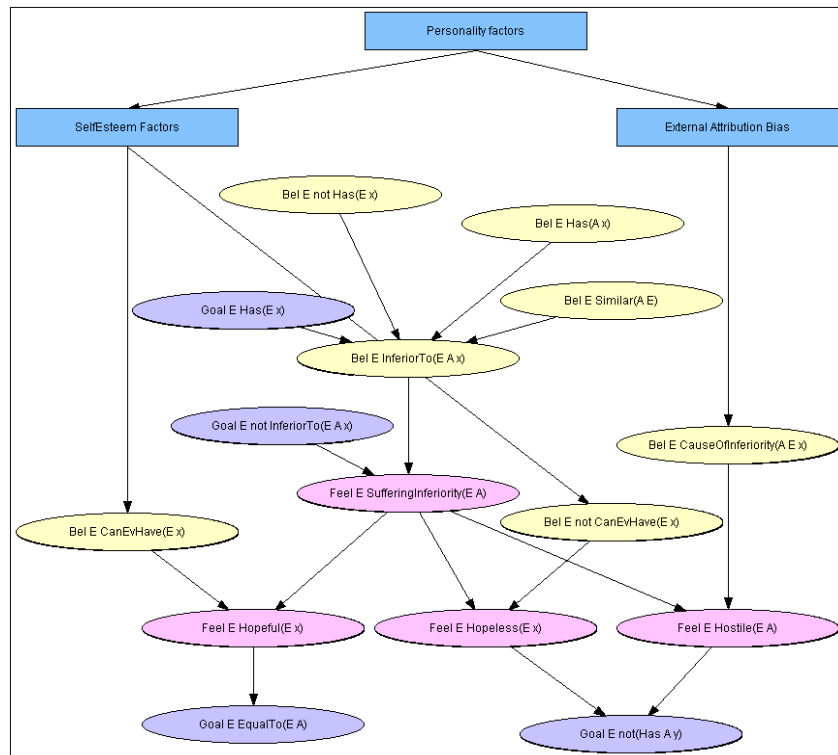 Personality factors
SelfEsteem Factors
External Attribution Bias
Bel E not Has(E x)
Bel E Has(A x)
Goal E Has(E x)
Bel E Similar(A E)
Bel E InferiorTo(E A x)
Goal E not InferiorTo(E A x)
Bel E CauseOfInferiority(A E x)
Feel E SufferingInferiority(E A)
Bel E CanEvHave(E x)
Bel E not CanEvHave(E x)
Feel E Hopeful(E x)
Feel E Hopeless(E x)
Feel E Hostile(E A)
Goal E EqualTo(E A)
Goal E not(Has A y)